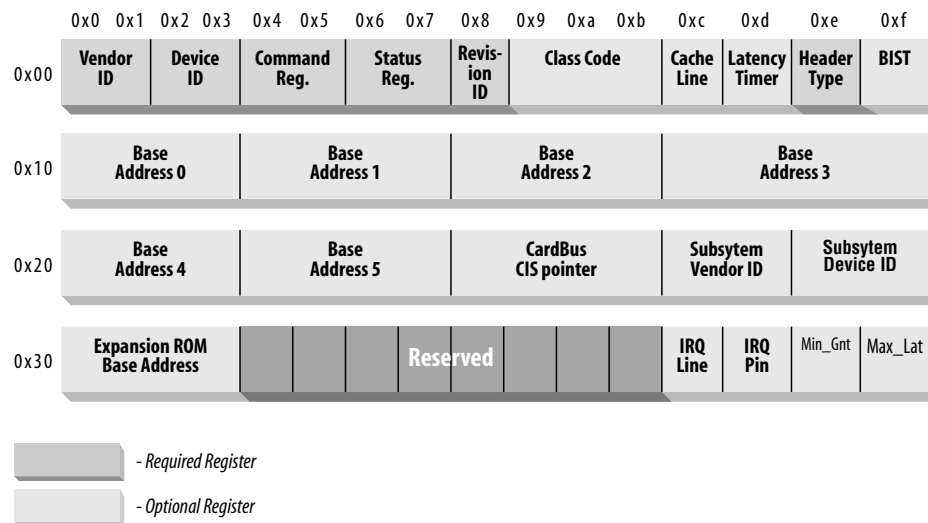 0x0 0x1 0x2 0x3 0x4 0x5 0x6 0x7 0x8 0x9 0xa 0xb 0xc 0xd 0xe 0xf
0x00
Vendor
ID
Device
ID
Command
Reg.
Status
Reg.
Revis-
ion
ID
Class Code
Cache
Line
Latency
Timer
Header
Type
BIST
0x10
Base
Address 0
Base
Address 1
Base
Address 2
Base
Address 3
0x20
Base
Address 4
Base
Address 5
CardBus
CIS pointer
Subsytem
Vendor ID
Subsytem
Device ID
0x30
Expansion ROM
Base Address
Reserved
IRQ
Line
IRQ
Pin
Min_Gnt
Max_Lat
- Required Register
- Optional Register